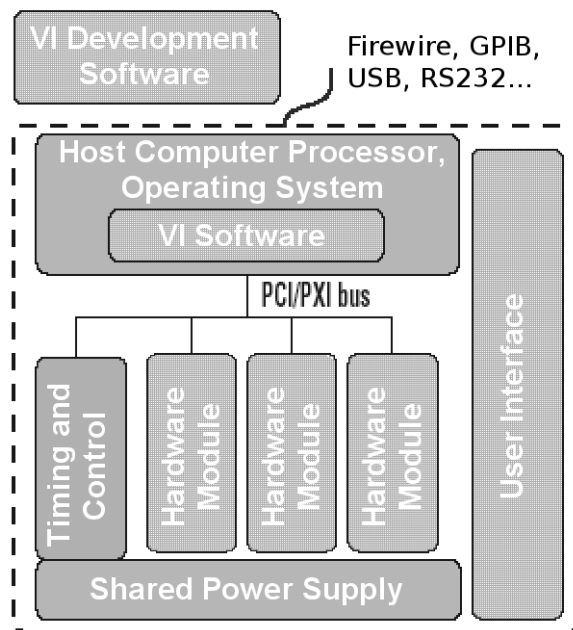 VI Development
Software
Firewire, GPIB,
USB, RS232...
Host Computer Processor,
Operating System
VI Software
PCI/PXI bus
Timing and
Control
Hardware
Module
Hardware
Module
Hardware
Module
User Interface
Shared Power Supply